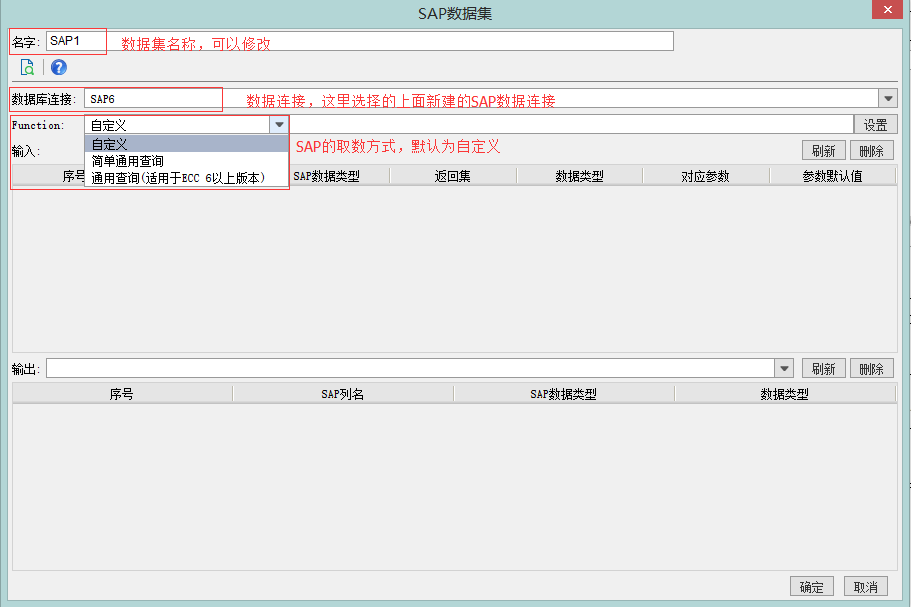 SAP数据集
名字: SAP1 数据集名称，可以修改
数据库连接: SAP6 数据连接，这里选择的上面新建的SAP数据连接
Function: 自定义 设置
自定义
输入: 简单通用查询 SAP的取数方式，默认为自定义 刷新 删除
通用查询(适用于ECC 6以上版本)
序号 SAP数据类型 返回集 数据类型 对应参数 参数默认值
输出: 刷新 删除
序号 SAP列名 SAP数据类型 数据类型
确定 取消